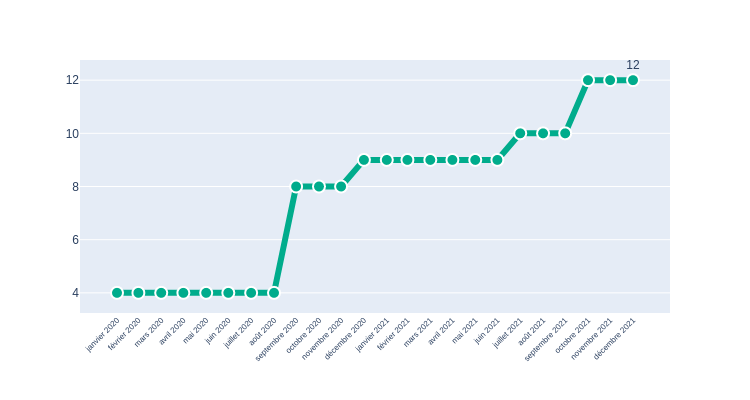 12
12
10
8
6
4
janvier 2020
février 2020
mars 2020
avril 2020
mai 2020
juin 2020
juillet 2020
août 2020
septembre 2020
octobre 2020
novembre 2020
décembre 2020
janvier 2021
février 2021
mars 2021
avril 2021
mai 2021
juin 2021
juillet 2021
août 2021
septembre 2021
octobre 2021
novembre 2021
décembre 2021